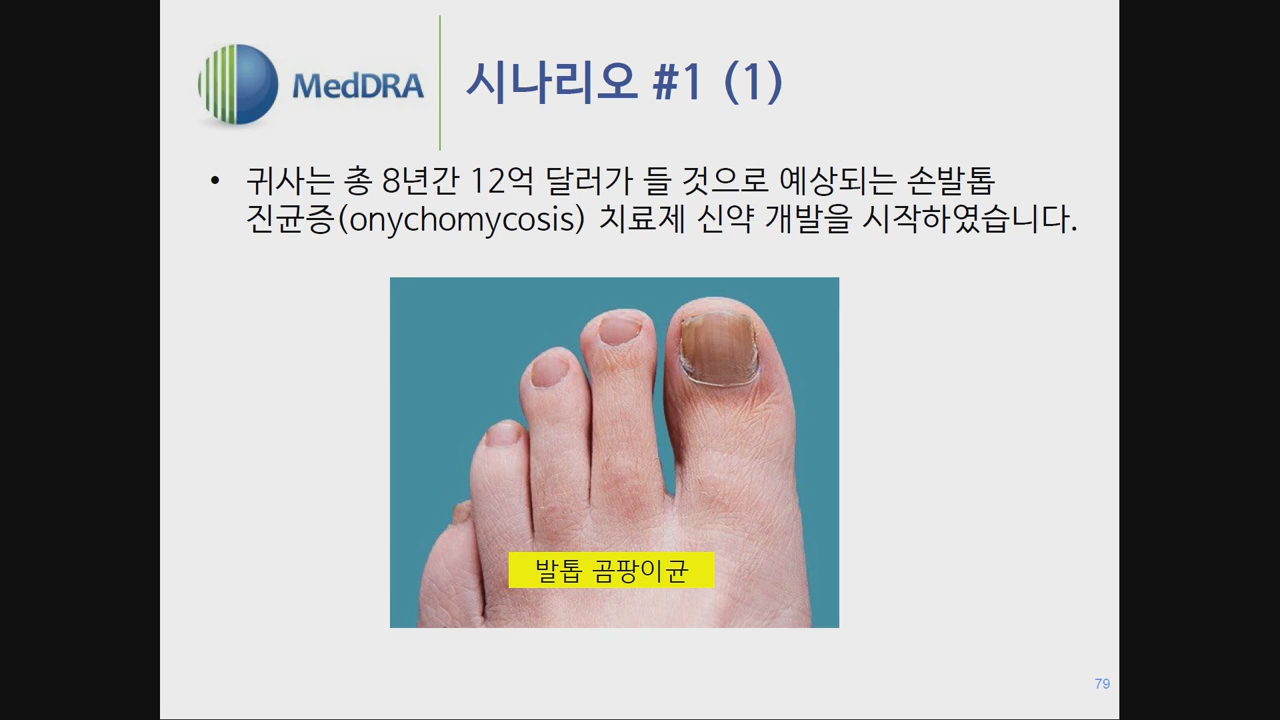 MedDRA
시나리오 #1 (1)
• 귀사는 총 8년간 12억 달러가 들 것으로 예상되는 손발톱
진균증(onychomycosis) 치료제 신약 개발을 시작하였습니다.
발톱 곰팡이균
79